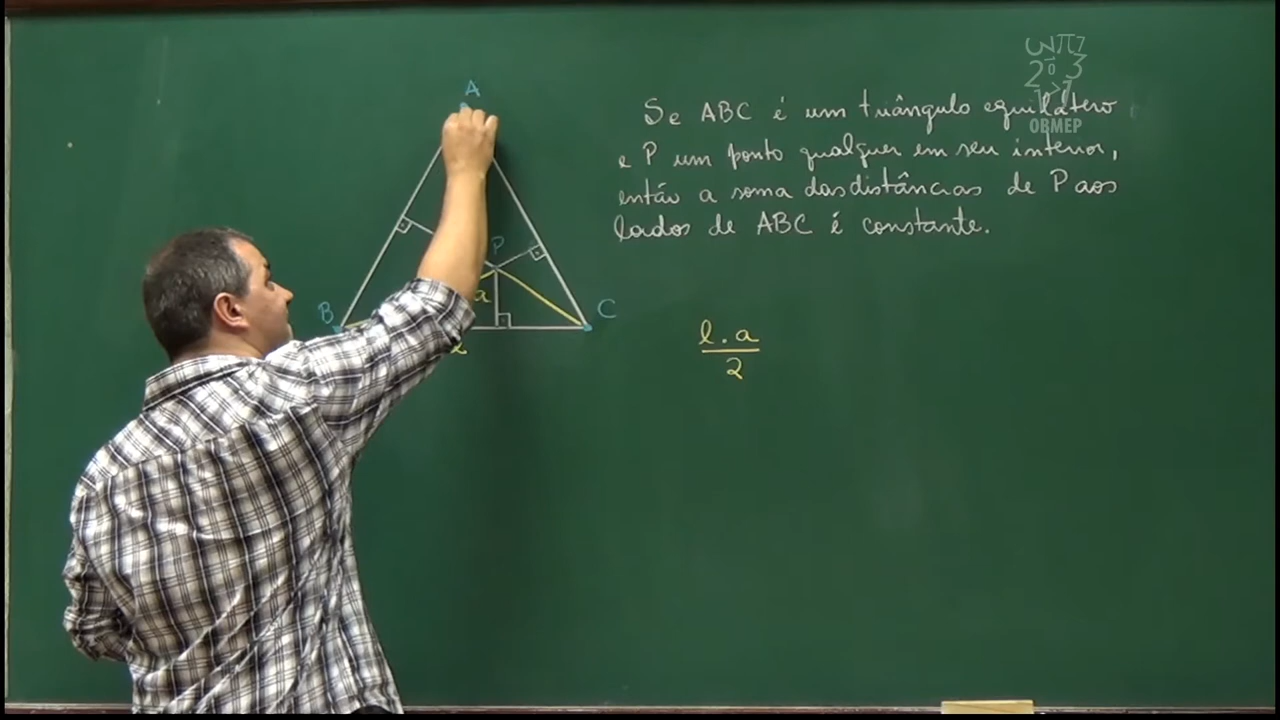 A
Se ABC é um triângulo equilátero
e P um ponto qualquer em seu interior,
então a soma das distâncias de P aos
lados de ABC é constante.
OBMEP
P
a
B
C
l
l.a
2